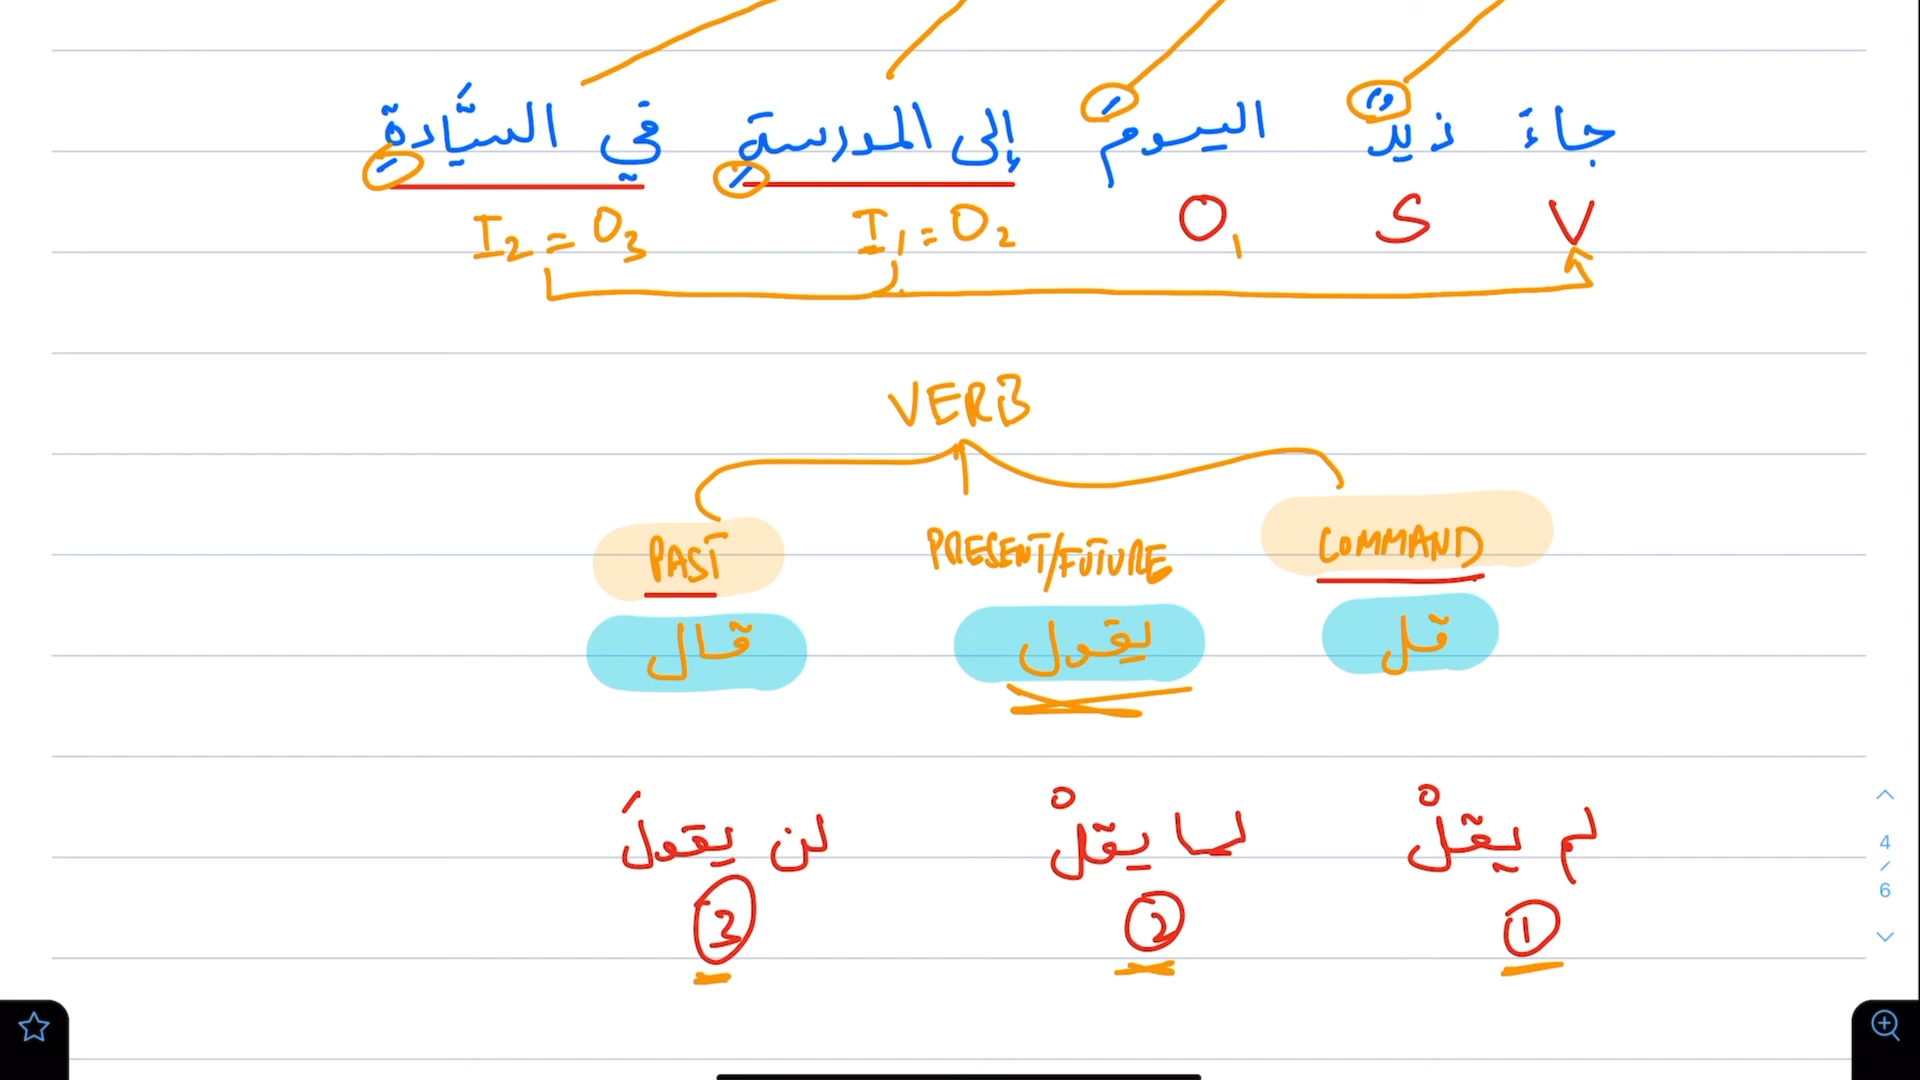 جاءَ زيدٌ اليومَ إلى المدرسةِ في السيَّارةِ
V S O1 I1 = O2 I2 = O3
VERB
PAST PRESENT/FUTURE COMMAND
قال يقول قل
لم يقلْ لما يقلْ لن يقولَ
1 2 3
4
/
6